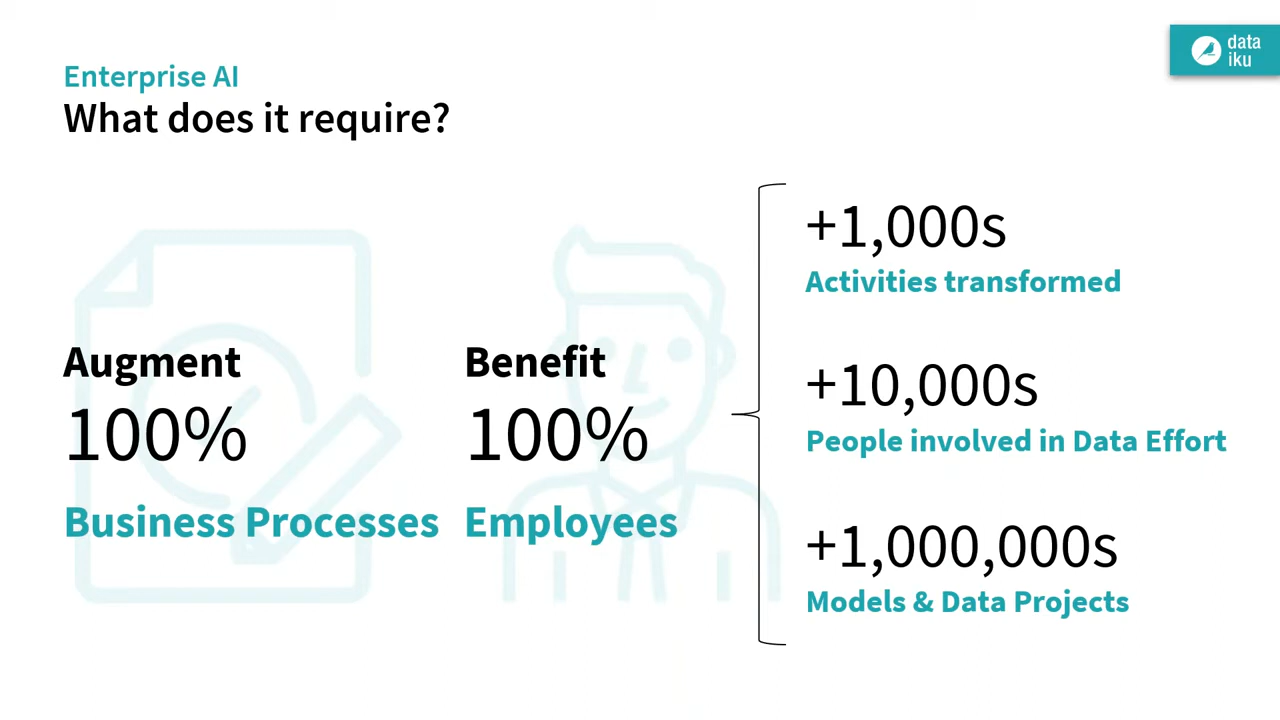 data
iku
Enterprise AI
What does it require?
Augment
100%
Business Processes
Benefit
100%
Employees
+1,000s
Activities transformed
+10,000s
People involved in Data Effort
+1,000,000s
Models & Data Projects